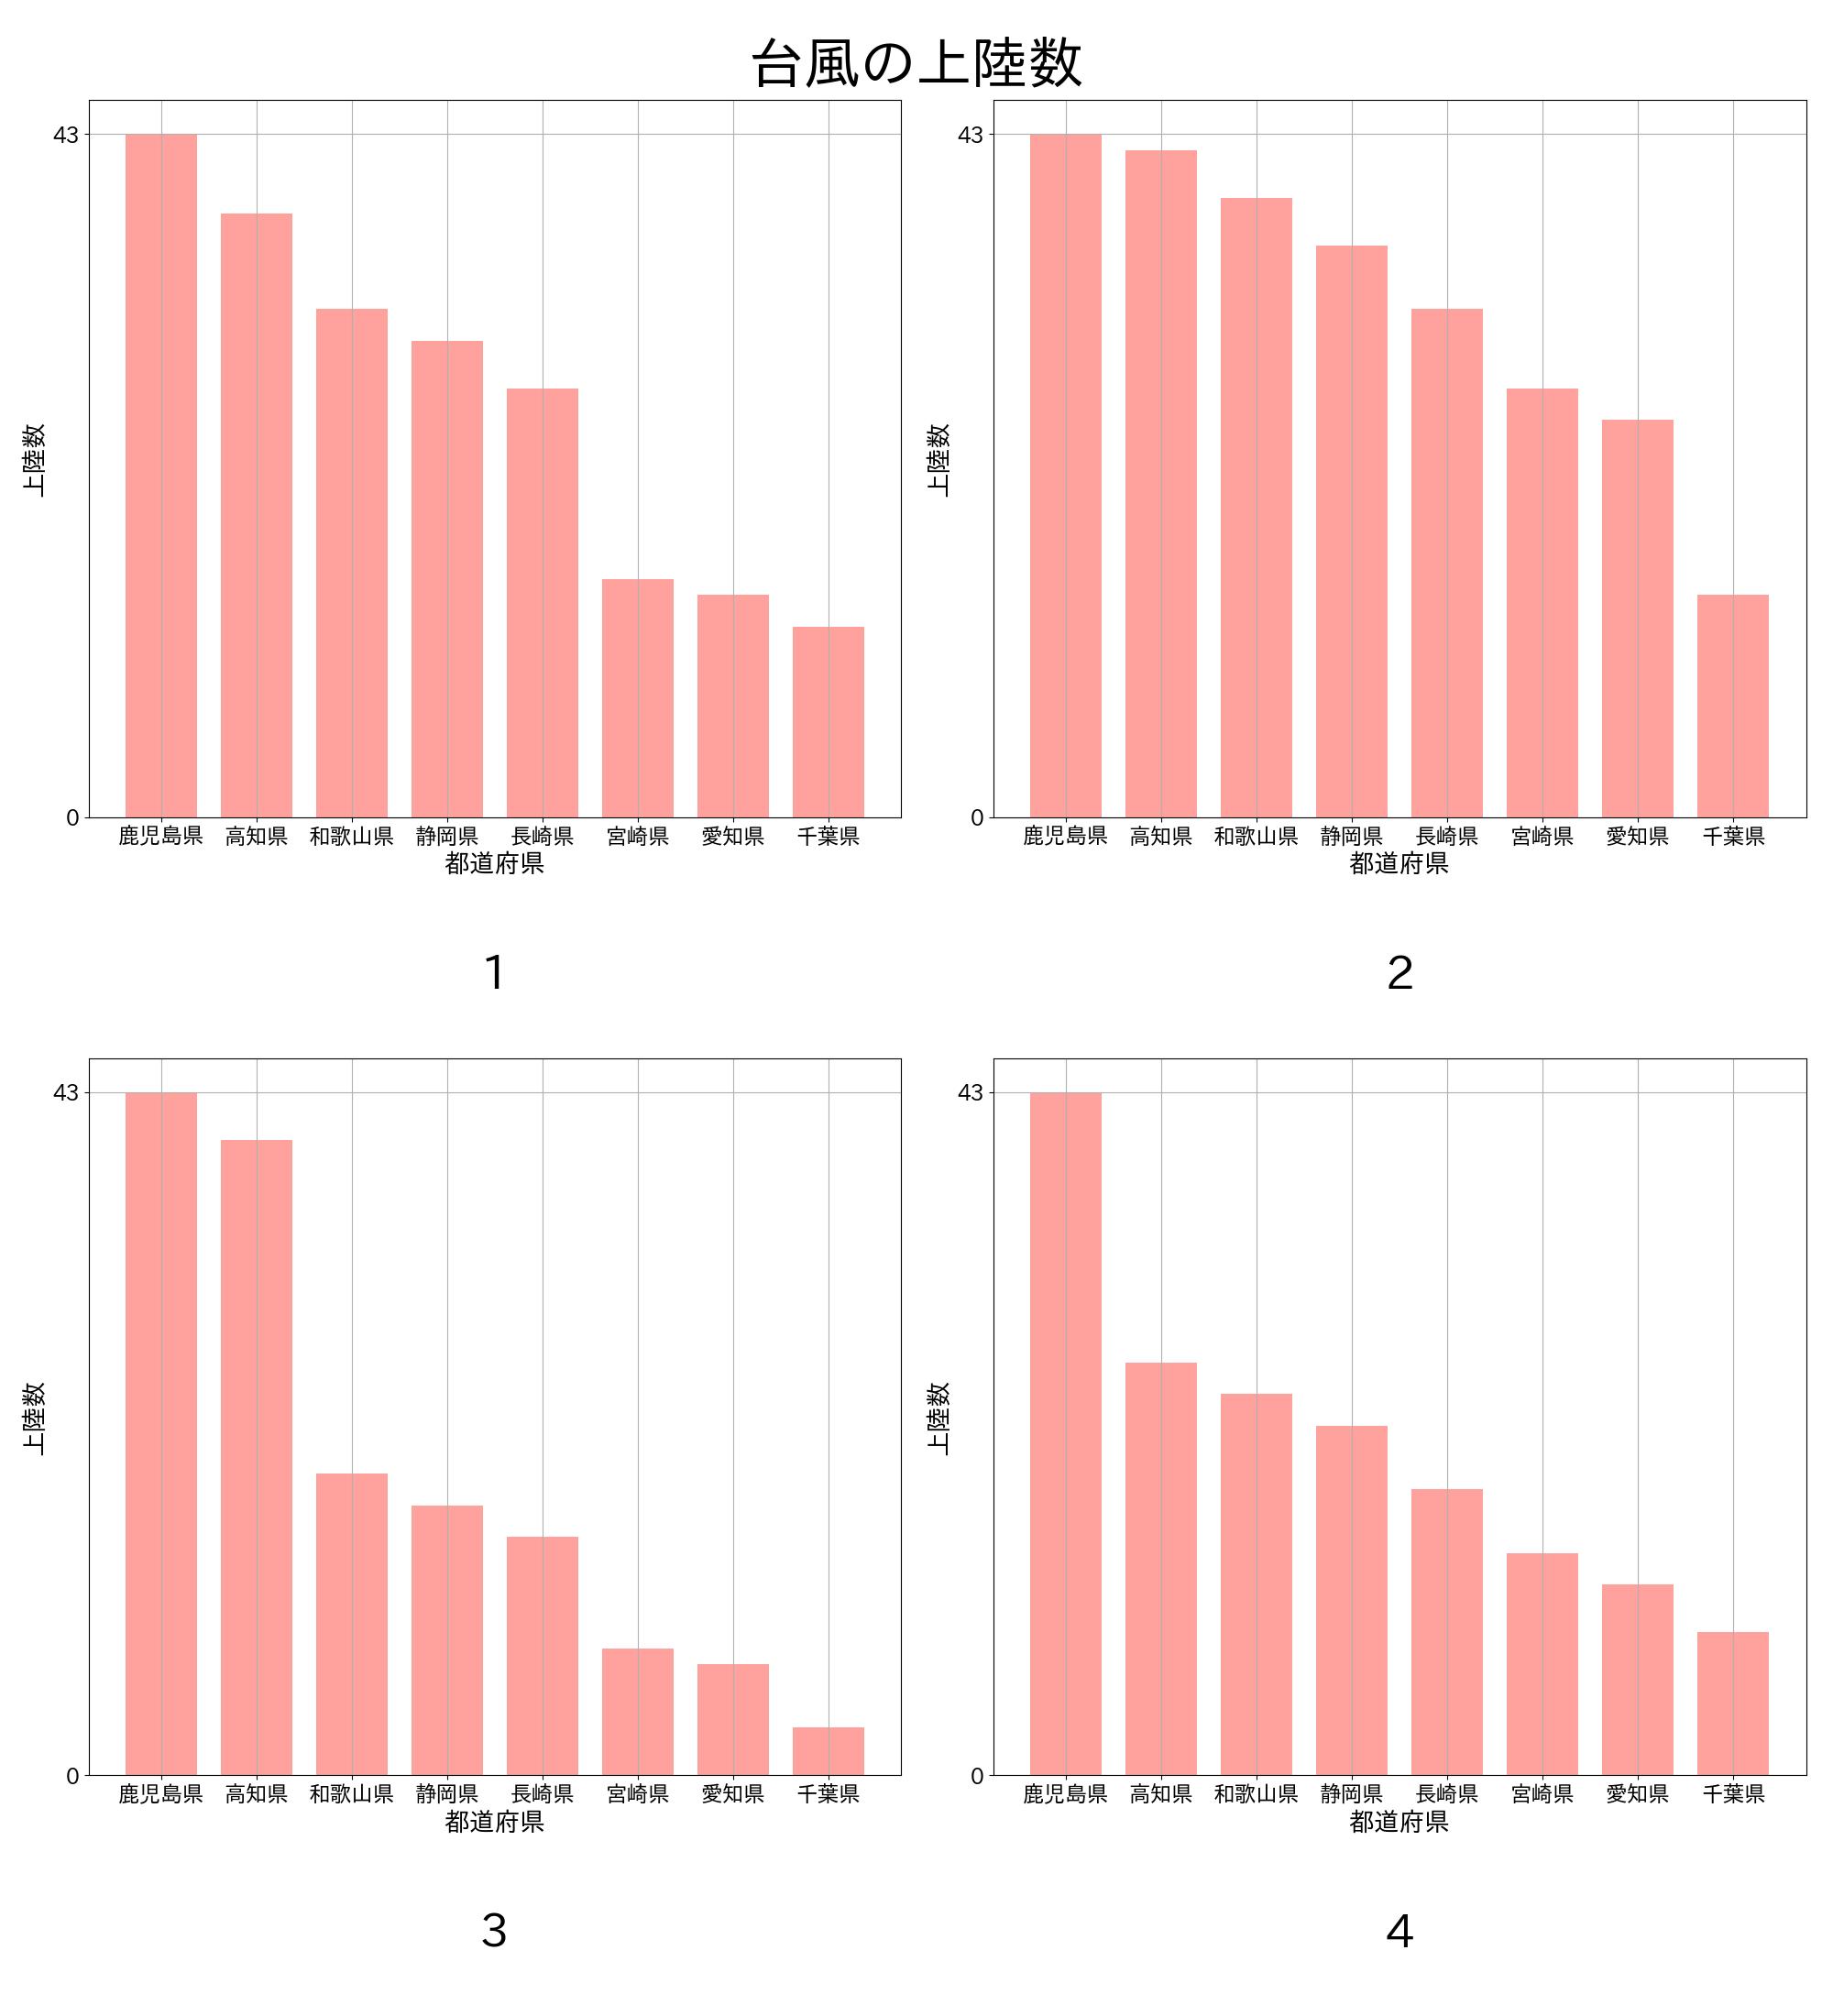 台風の上陸数
43
0
上陸数
鹿児島県 高知県 和歌山県 静岡県 長崎県 宮崎県 愛知県 千葉県
都道府県
1
43
0
上陸数
鹿児島県 高知県 和歌山県 静岡県 長崎県 宮崎県 愛知県 千葉県
都道府県
2
43
0
上陸数
鹿児島県 高知県 和歌山県 静岡県 長崎県 宮崎県 愛知県 千葉県
都道府県
3
43
0
上陸数
鹿児島県 高知県 和歌山県 静岡県 長崎県 宮崎県 愛知県 千葉県
都道府県
4